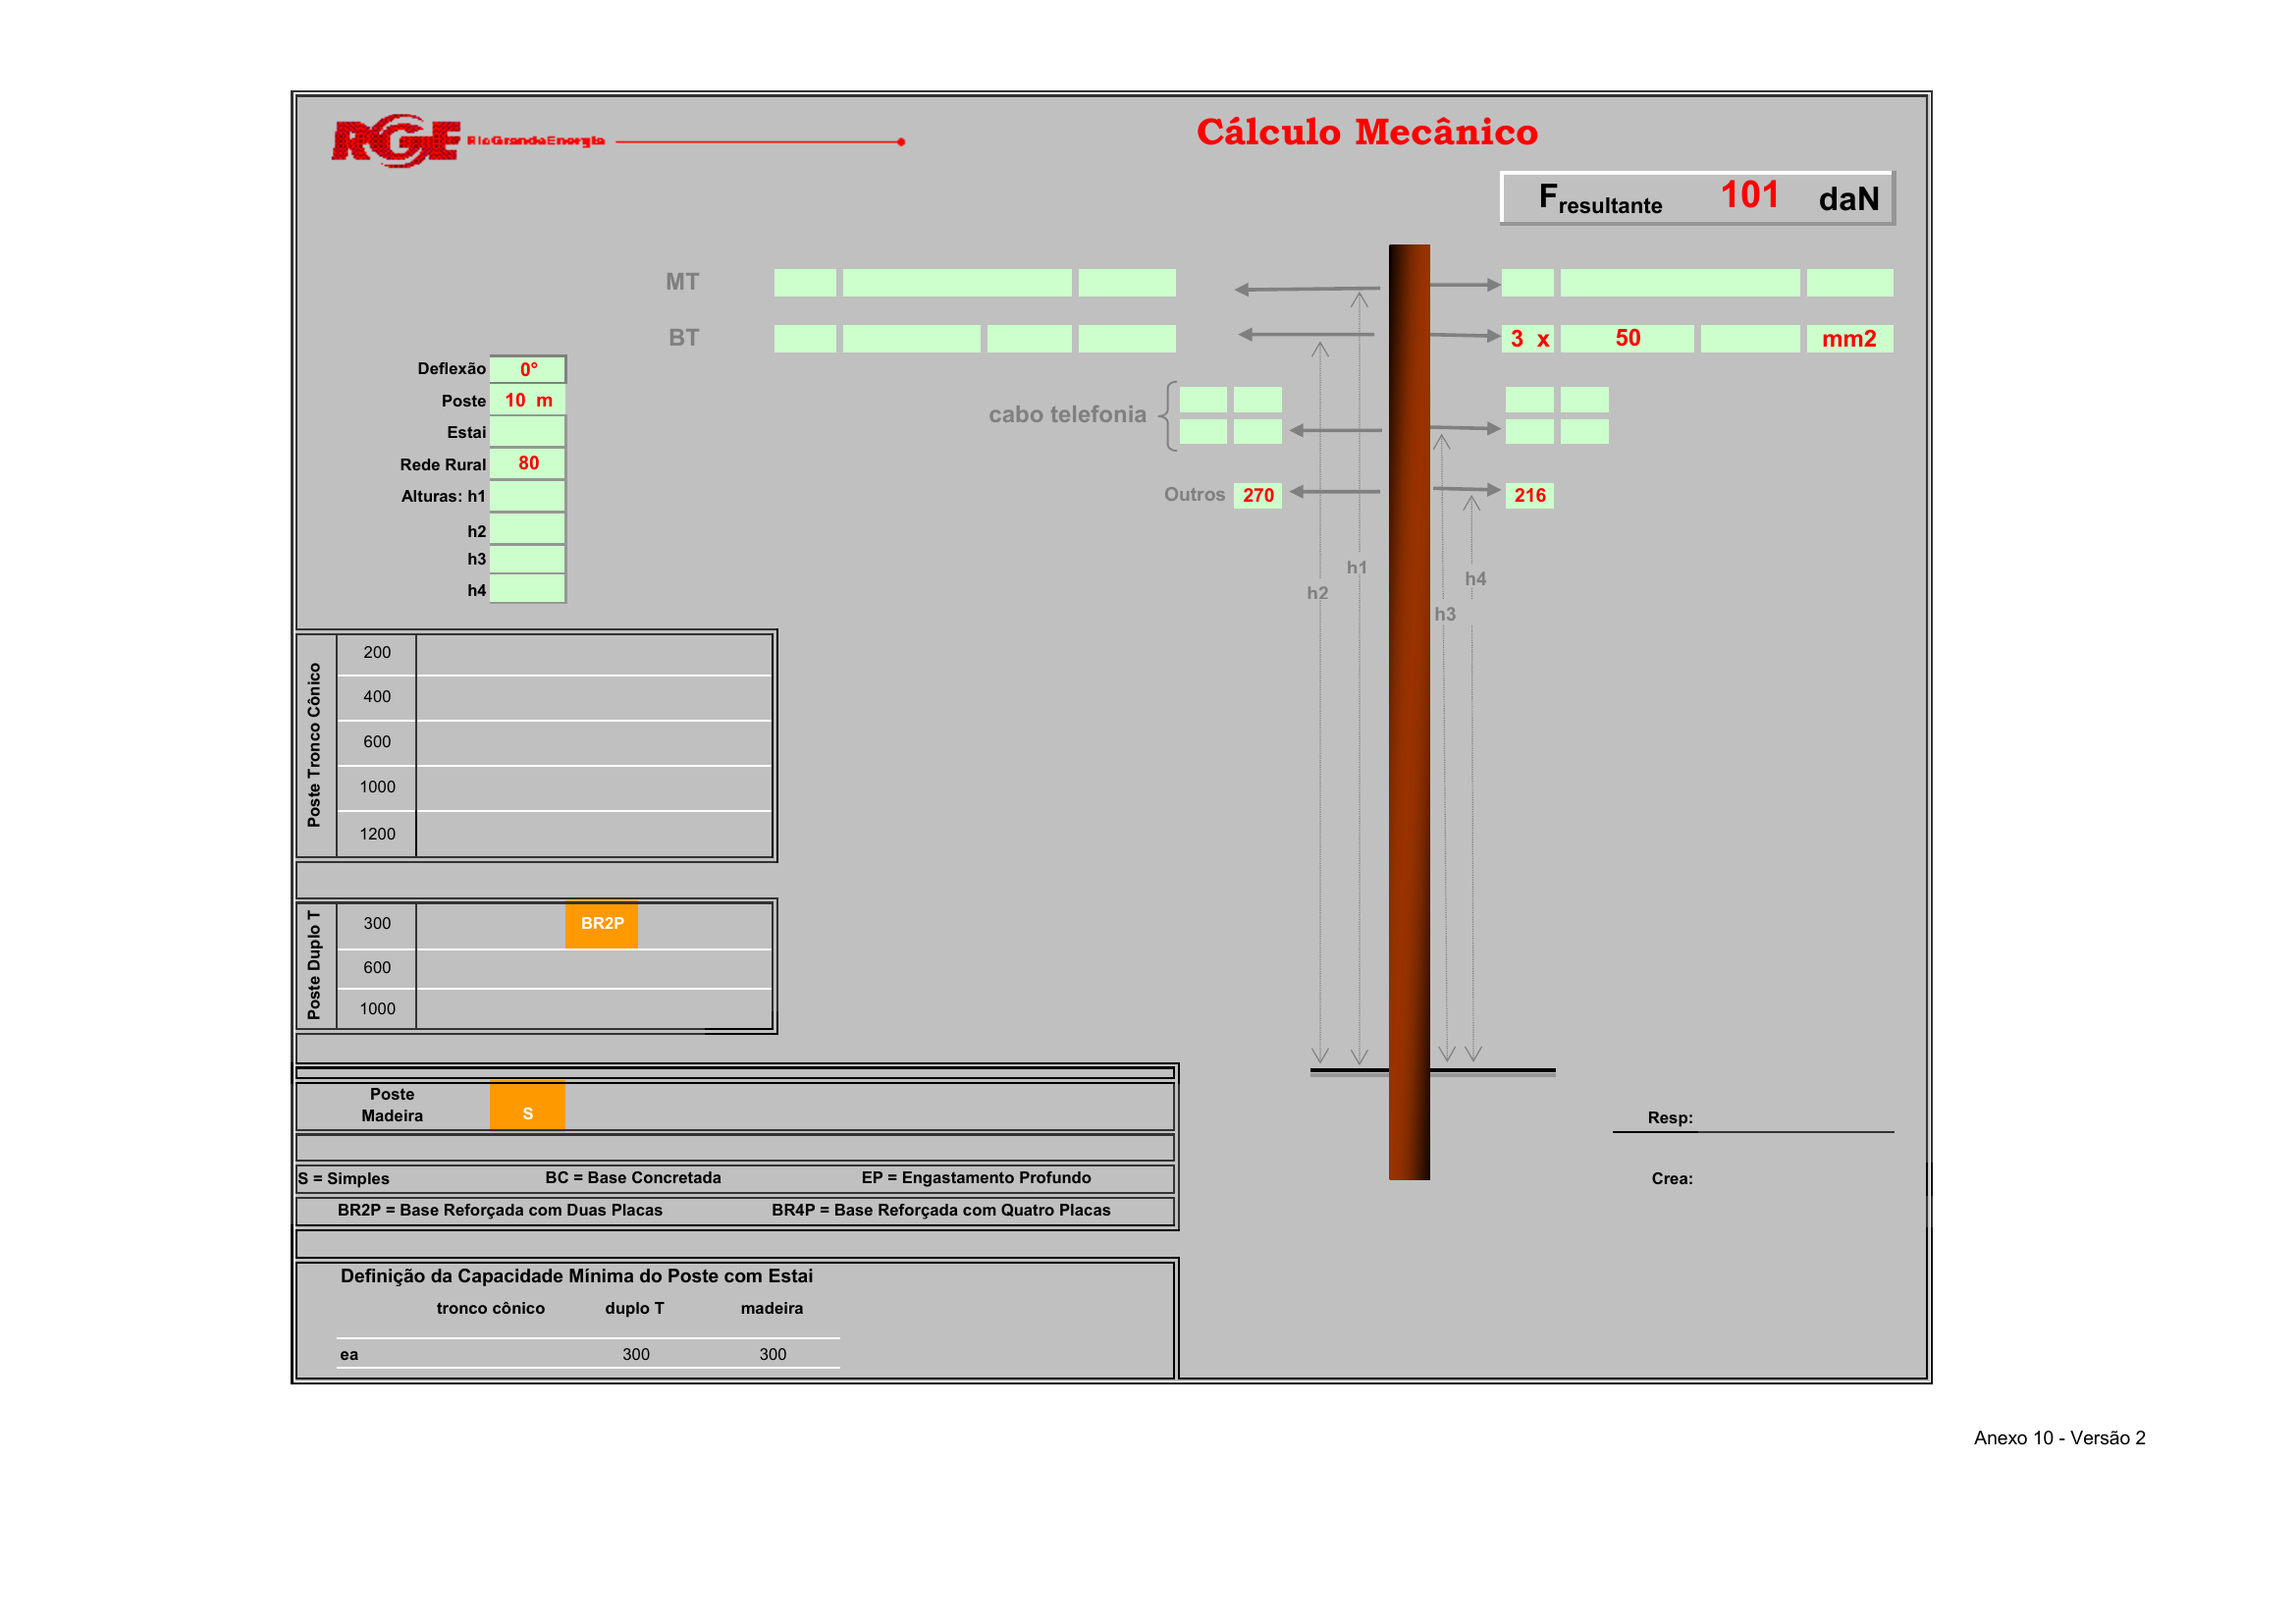 RGE RioGrandeEnergia
Cálculo Mecânico
Fresultante 101 daN
MT
BT 3 x 50 mm2
Deflexão 0°
Poste 10 m
Estai
Rede Rural 80
Alturas: h1
h2
h3
h4
cabo telefonia
Outros 270 216
h1
h2
h4
h3
Poste Tronco Cônico
200
400
600
1000
1200
Poste Duplo T
300 BR2P
600
1000
Poste
Madeira S
Resp:
Crea:
S = Simples BC = Base Concretada EP = Engastamento Profundo
BR2P = Base Reforçada com Duas Placas BR4P = Base Reforçada com Quatro Placas
Definição da Capacidade Mínima do Poste com Estai
tronco cônico duplo T madeira
ea 300 300
Anexo 10 - Versão 2